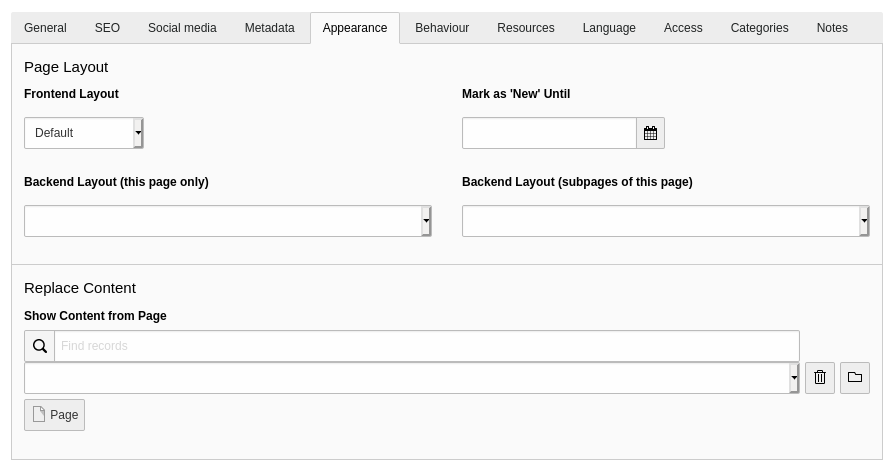 General SEO Social media Metadata Appearance Behaviour Resources Language Access Categories Notes
Page Layout
Frontend Layout Mark as 'New' Until
Default
Backend Layout (this page only) Backend Layout (subpages of this page)
Replace Content
Show Content from Page
Find records
Page